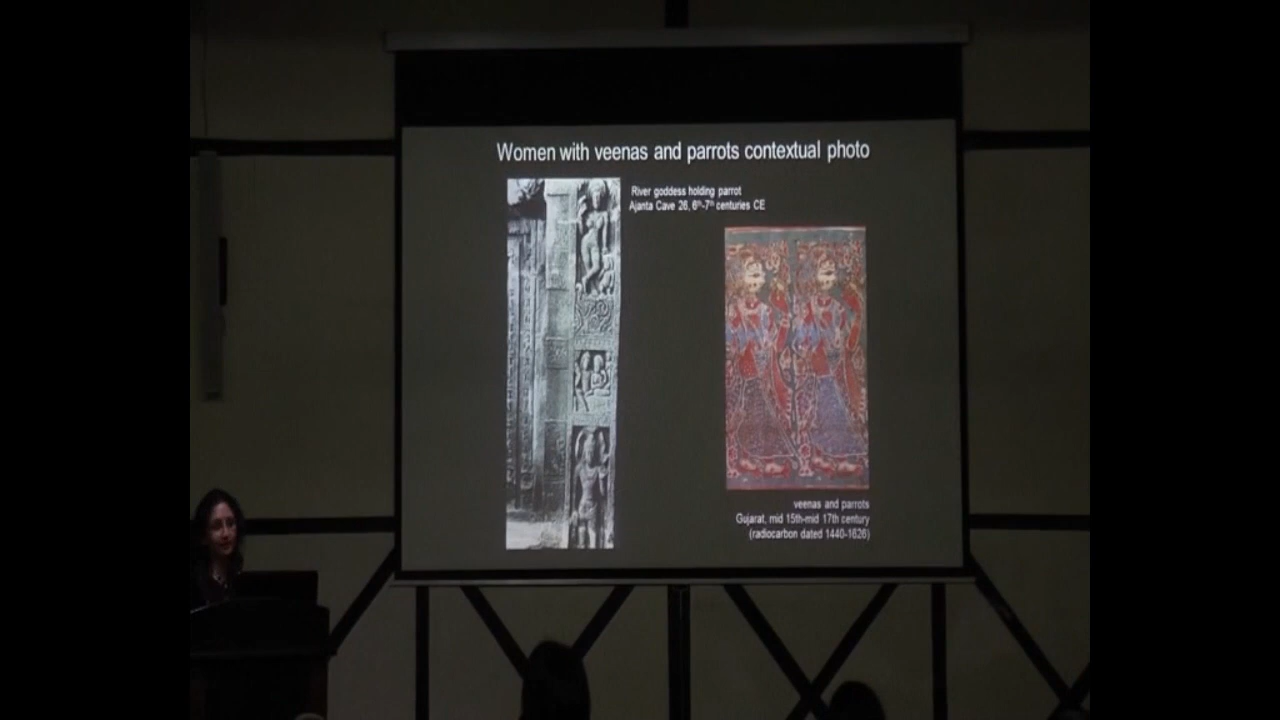 Women with veenas and parrots contextual photo
River goddess holding parrot
Ajanta Cave 26, 6th-7th centuries CE
veenas and parrots
Gujarat, mid 15th-mid 17th century
(radiocarbon dated 1440-1626)